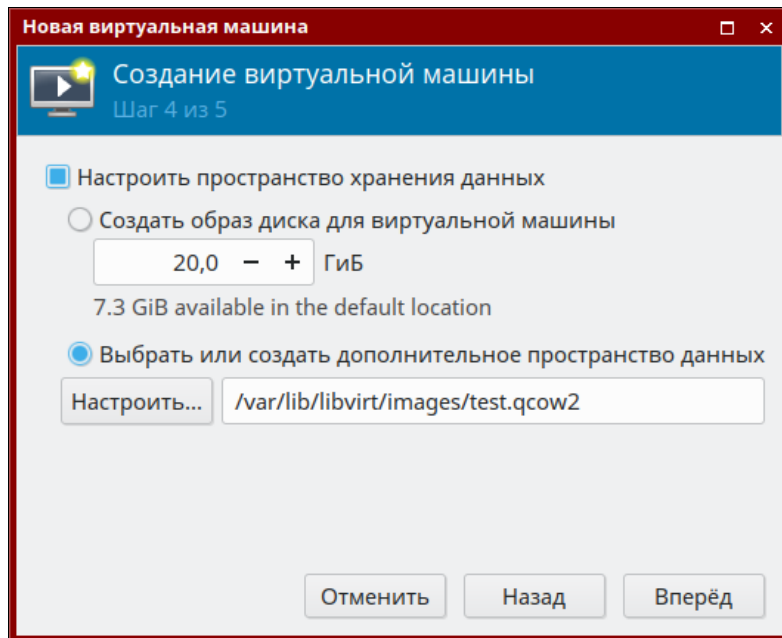 Новая виртуальная машина
Создание виртуальной машины
Шаг 4 из 5
Настроить пространство хранения данных
Создать образ диска для виртуальной машины
20,0 − + ГиБ
7.3 GiB available in the default location
Выбрать или создать дополнительное пространство данных
Настроить... /var/lib/libvirt/images/test.qcow2
Отменить Назад Вперёд